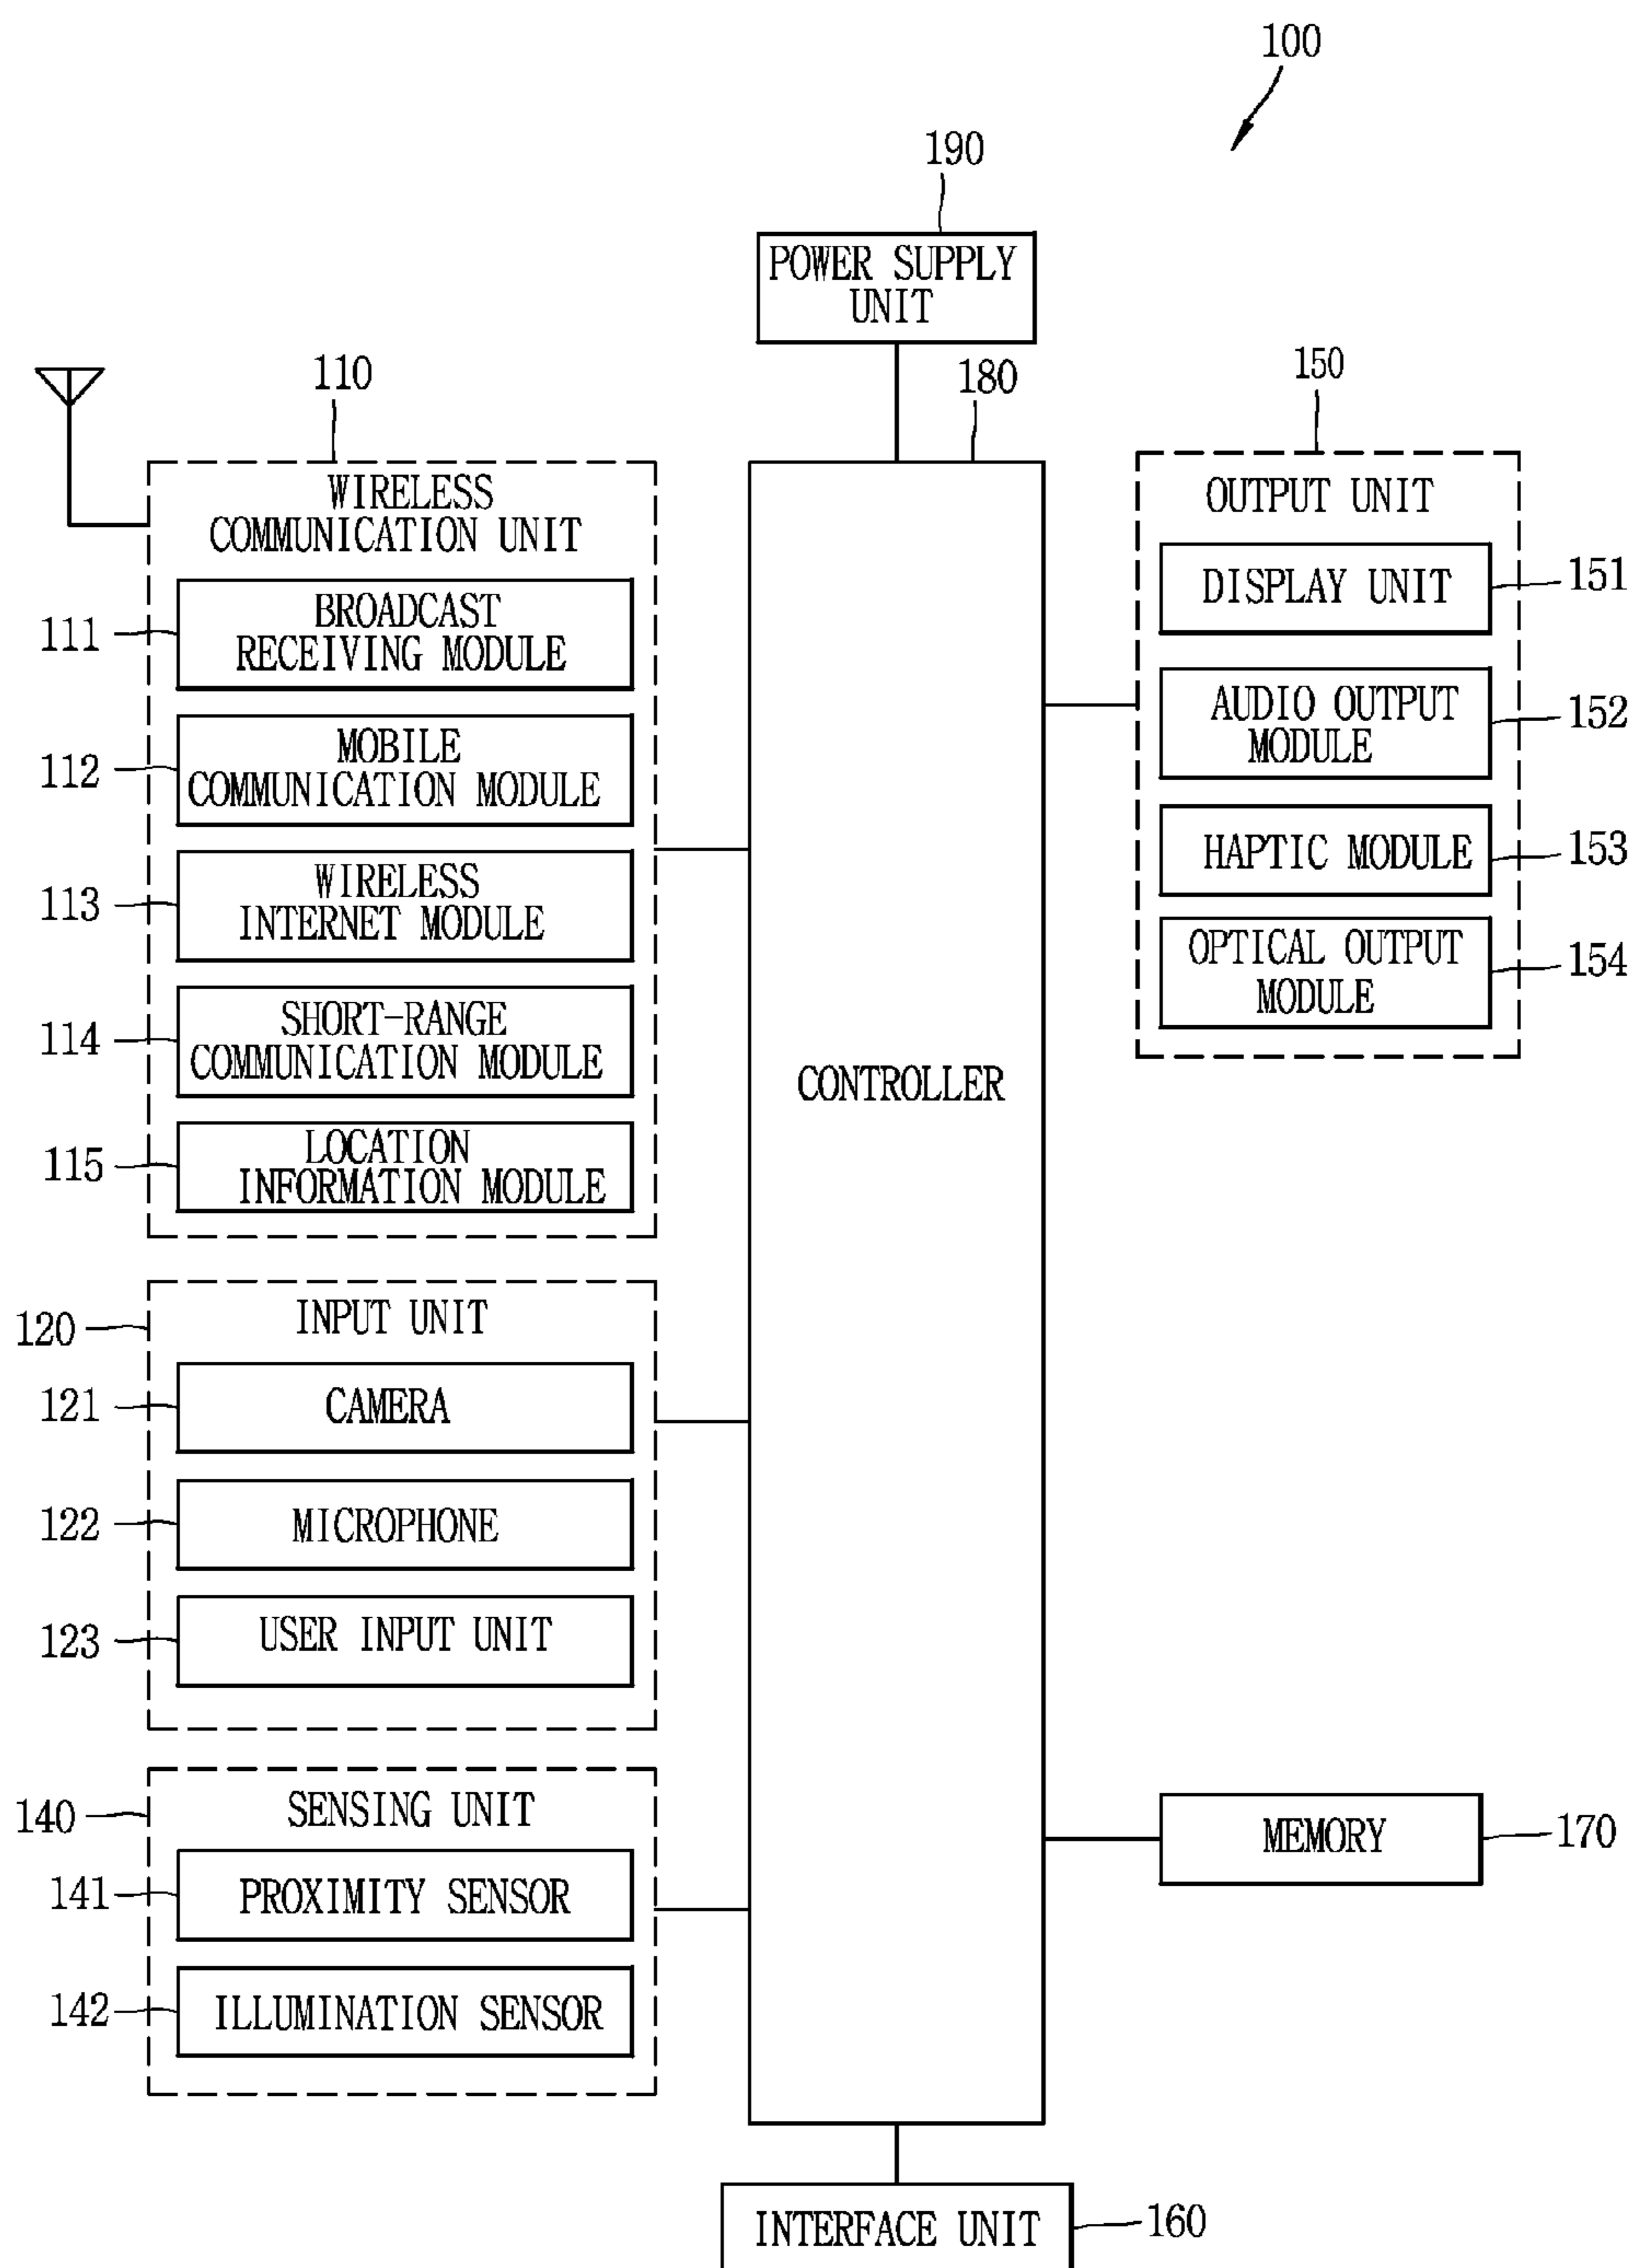 100
190
POWER SUPPLY
UNIT
110
180
150
WIRELESS
COMMUNICATION UNIT
111
BROADCAST
RECEIVING MODULE
112
MOBILE
COMMUNICATION MODULE
113
WIRELESS
INTERNET MODULE
114
SHORT-RANGE
COMMUNICATION MODULE
115
LOCATION
INFORMATION MODULE
120
INPUT UNIT
121
CAMERA
122
MICROPHONE
123
USER INPUT UNIT
140
SENSING UNIT
141
PROXIMITY SENSOR
142
ILLUMINATION SENSOR
CONTROLLER
OUTPUT UNIT
DISPLAY UNIT
151
AUDIO OUTPUT
MODULE
152
HAPTIC MODULE
153
OPTICAL OUTPUT
MODULE
154
MEMORY
170
INTERFACE UNIT
160